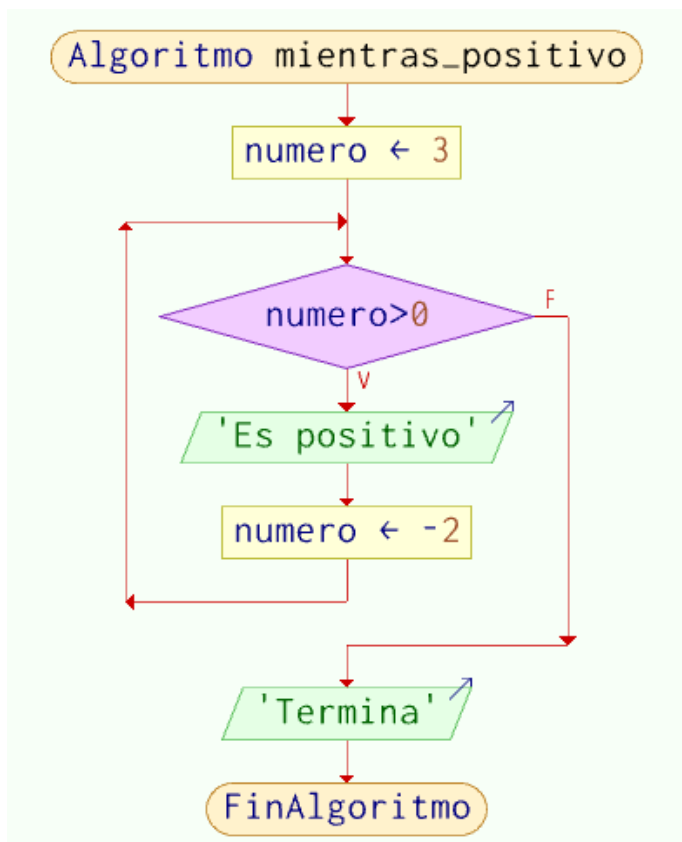 Algoritmo mientras_positivo
numero ← 3
numero>0
F
V
'Es positivo'
numero ← -2
'Termina'
FinAlgoritmo